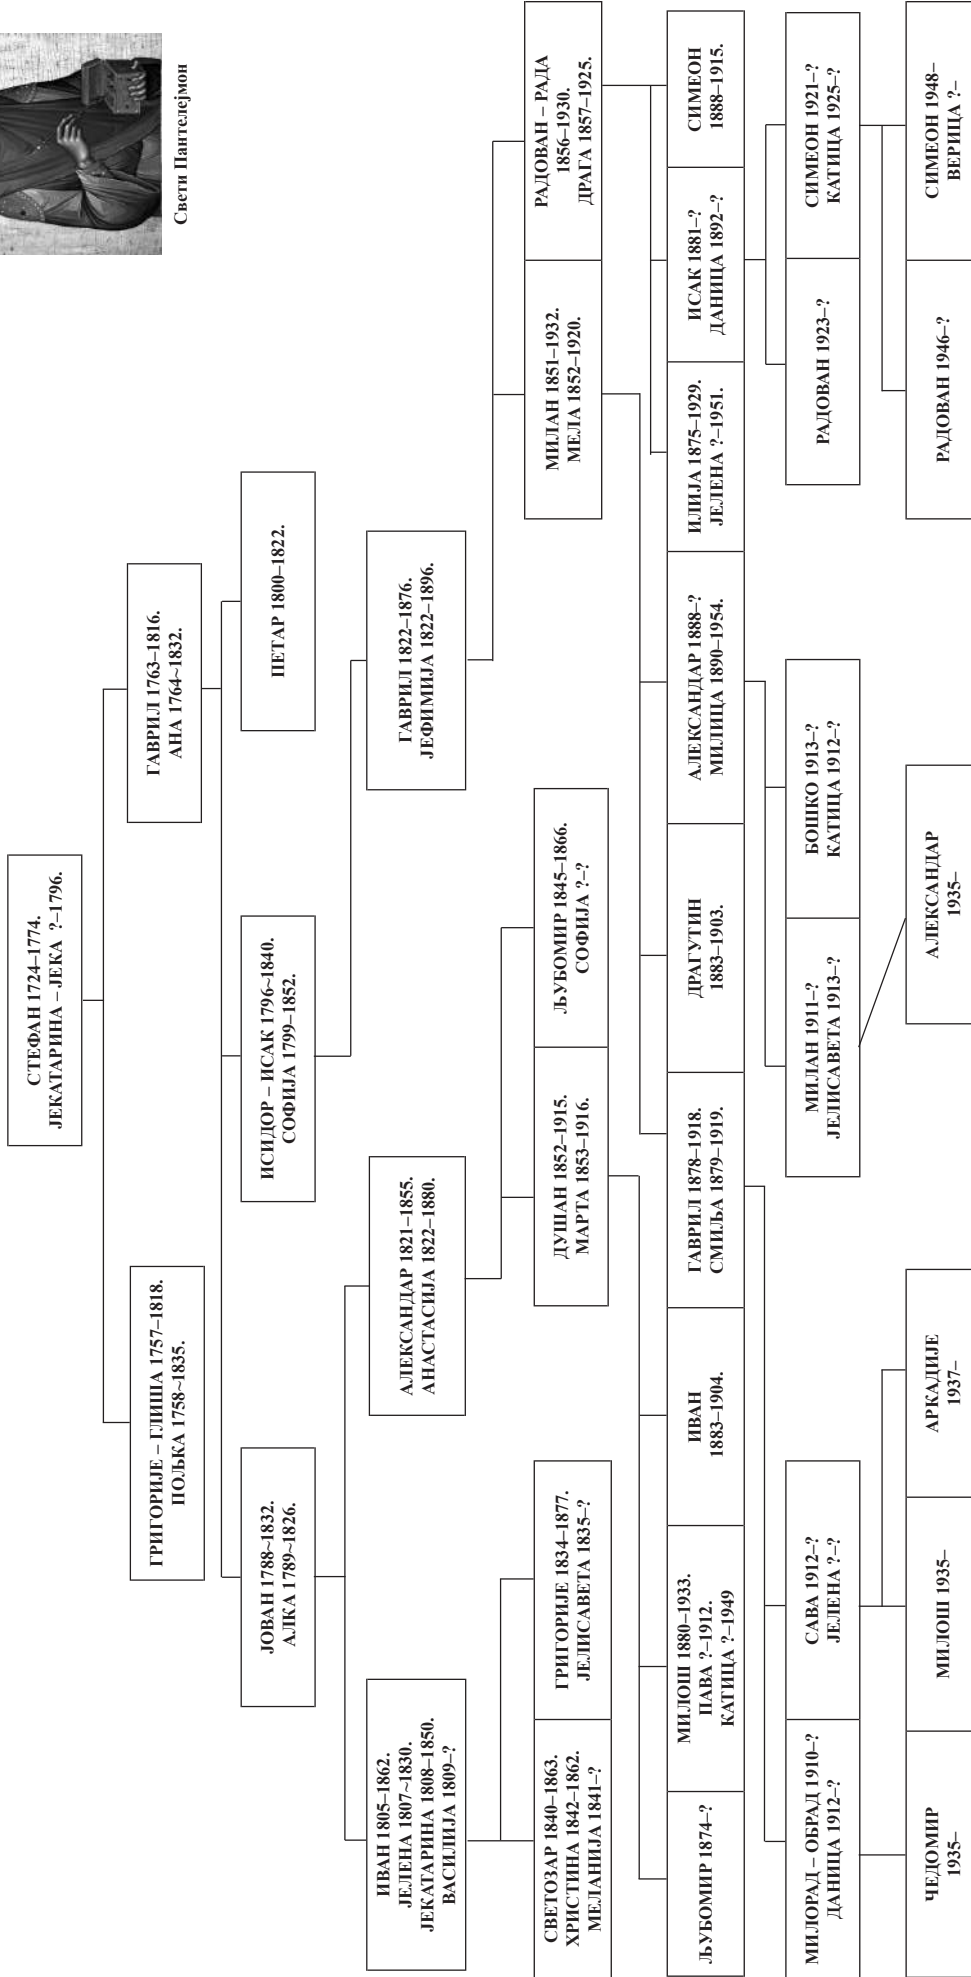 Свети Пантелејмон
СТЕФАН 1724–1774.
ЈЕКАТАРИНА – ЈЕКА ?–1796.
ГРИГОРИЈЕ – ГЛИША 1757–1818.
ПОЉКА 1758~1835.
ГАВРИЛ 1763–1816.
АНА 1764~1832.
ЈОВАН 1788~1832.
АЛКА 1789~1826.
ИСИДОР – ИСАК 1796~1840.
СОФИЈА 1799–1852.
ПЕТАР 1800–1822.
ИВАН 1805–1862.
ЈЕЛЕНА 1807~1830.
ЈЕКАТАРИНА 1808–1850.
ВАСИЛИЈА 1809–?
АЛЕКСАНДАР 1821–1855.
АНАСТАСИЈА 1822–1880.
ГАВРИЛ 1822–1876.
ЈЕФИМИЈА 1822–1896.
СВЕТОЗАР 1840–1863.
ХРИСТИНА 1842–1862.
МЕЛАНИЈА 1841–?
ГРИГОРИЈЕ 1834–1877.
ЈЕЛИСАВЕТА 1835–?
ДУШАН 1852–1915.
МАРТА 1853–1916.
ЉУБОМИР 1845–1866.
СОФИЈА ?–?
МИЛАН 1851–1932.
МЕЛА 1852–1920.
РАДОВАН – РАДА
1856–1930.
ДРАГА 1857–1925.
ЉУБОМИР 1874–?
МИЛОШ 1880–1933.
ПАВА ?–1912.
КАТИЦА ?–1949
ИВАН
1883–1904.
ГАВРИЛ 1878–1918.
СМИЉА 1879–1919.
ДРАГУТИН
1883–1903.
АЛЕКСАНДАР 1888–?
МИЛИЦА 1890–1954.
ИЛИЈА 1875–1929.
ЈЕЛЕНА ?–1951.
ИСАК 1881–?
ДАНИЦА 1892–?
СИМЕОН
1888–1915.
МИЛОРАД – ОБРАД 1910–?
ДАНИЦА 1912–?
САВА 1912–?
ЈЕЛЕНА ?–?
МИЛАН 1911–?
ЈЕЛИСАВЕТА 1913–?
БОШКО 1913–?
КАТИЦА 1912–?
РАДОВАН 1923–?
СИМЕОН 1921–?
КАТИЦА 1925–?
ЧЕДОМИР
1935–
МИЛОШ 1935–
АРКАДИЈЕ
1937–
АЛЕКСАНДАР
1935–
РАДОВАН 1946–?
СИМЕОН 1948–
ВЕРИЦА ?–